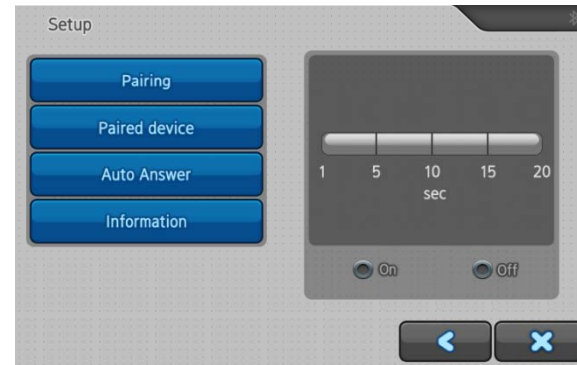 Setup
Pairing
Paired device
Auto Answer
Information
1 5 10 15 20
sec
On Off